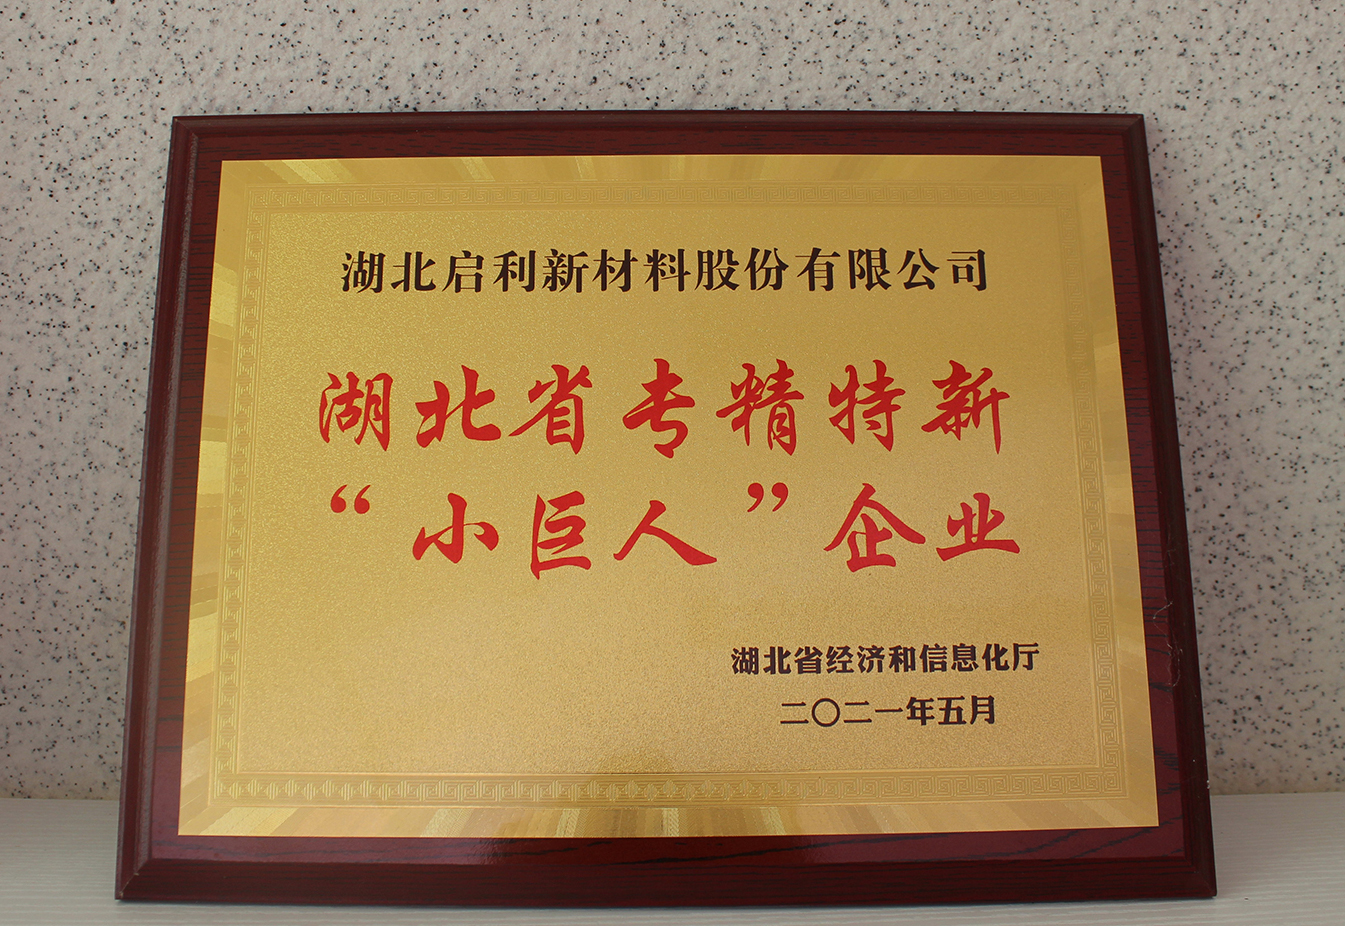 湖北启利新材料股份有限公司
湖北省专精特新
“小巨人”企业
湖北省经济和信息化厅
二〇二一年五月